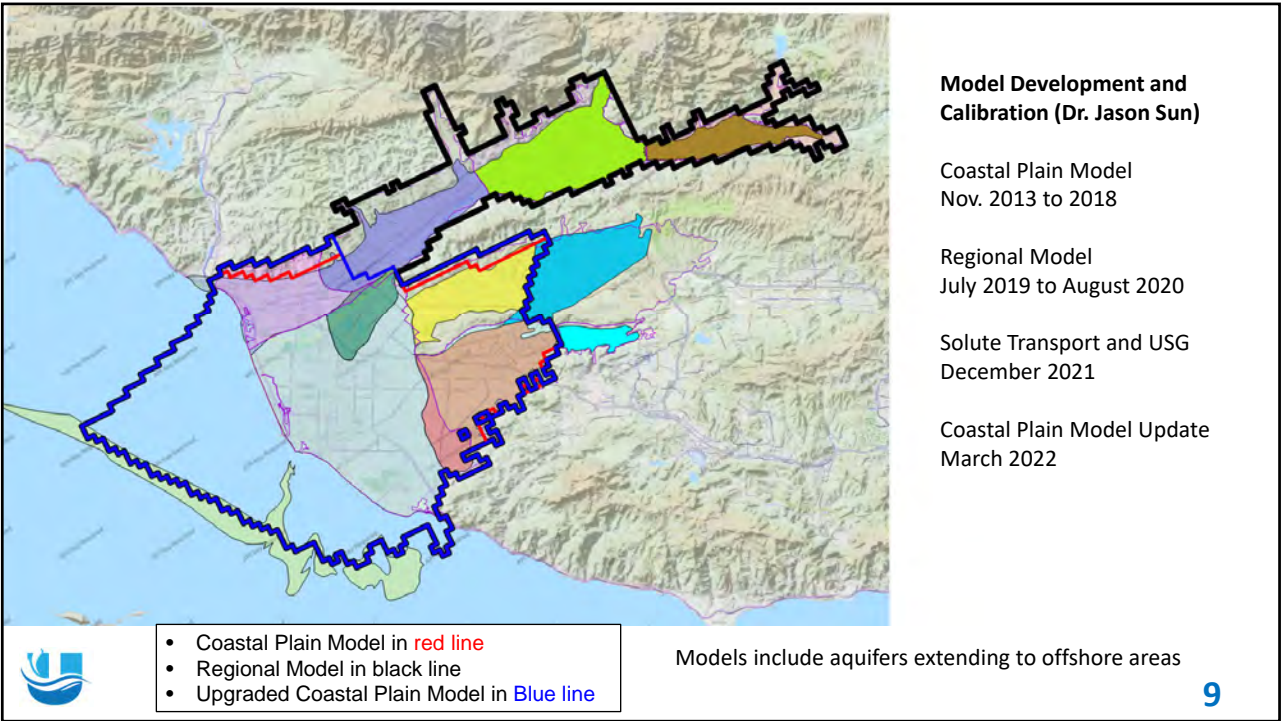 Model Development and
Calibration (Dr. Jason Sun)
Coastal Plain Model
Nov. 2013 to 2018
Regional Model
July 2019 to August 2020
Solute Transport and USG
December 2021
Coastal Plain Model Update
March 2022
• Coastal Plain Model in red line
• Regional Model in black line
• Upgraded Coastal Plain Model in Blue line
Models include aquifers extending to offshore areas
9